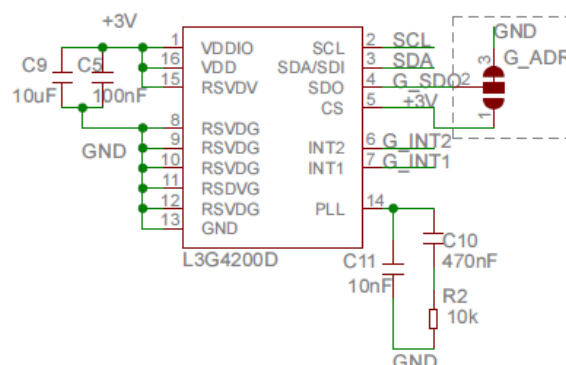 +3V
C9
10uF
C5
100nF
GND
1
16
15
8
9
10
11
12
13
VDDIO
VDD
RSVDV
RSVDG
RSVDG
RSVDG
RSDVG
RSVDG
GND
SCL
SDA/SDI
SDO
CS
INT2
INT1
PLL
L3G4200D
2 SCL
3 SDA
4 G_SDO
5 +3V
6 G_INT2
7 G_INT1
14
GND
3
G_ADR
2
1
C11
10nF
C10
470nF
R2
10k
GND